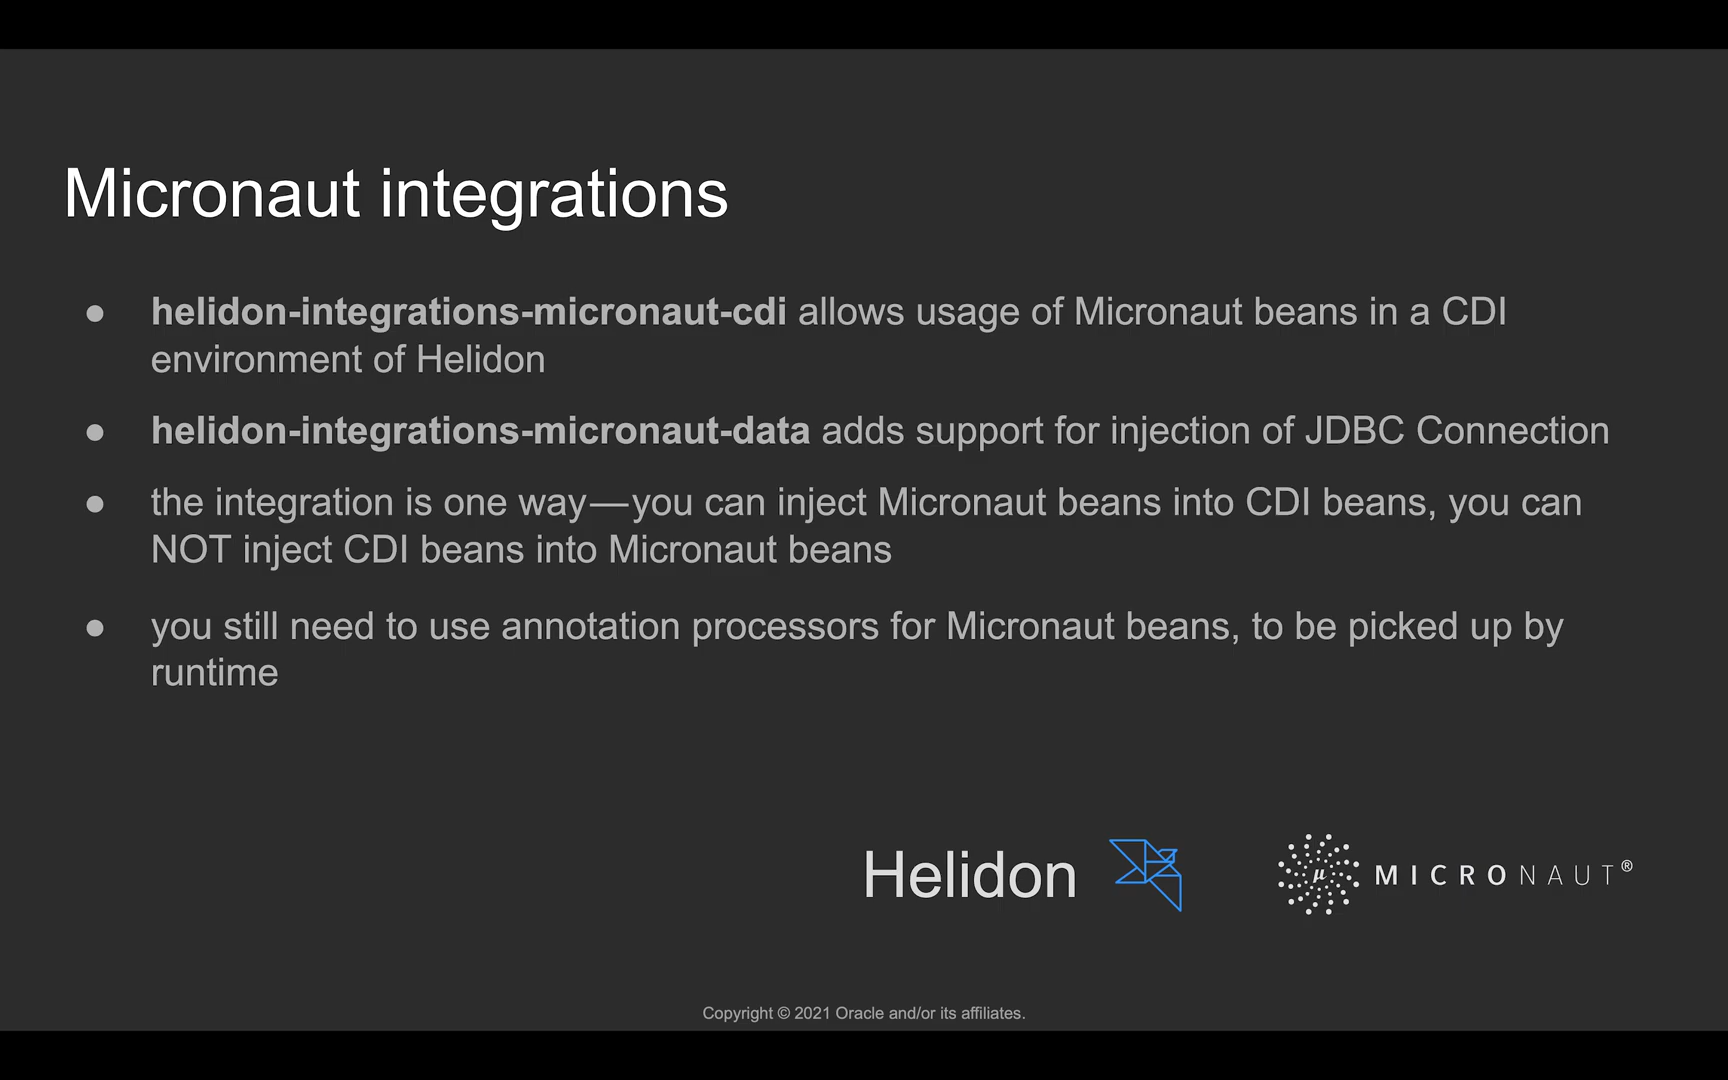 Micronaut integrations
● helidon-integrations-micronaut-cdi allows usage of Micronaut beans in a CDI
environment of Helidon
● helidon-integrations-micronaut-data adds support for injection of JDBC Connection
● the integration is one way—you can inject Micronaut beans into CDI beans, you can
NOT inject CDI beans into Micronaut beans
● you still need to use annotation processors for Micronaut beans, to be picked up by
runtime
Helidon
μ MICRONAUT®
Copyright © 2021 Oracle and/or its affiliates.